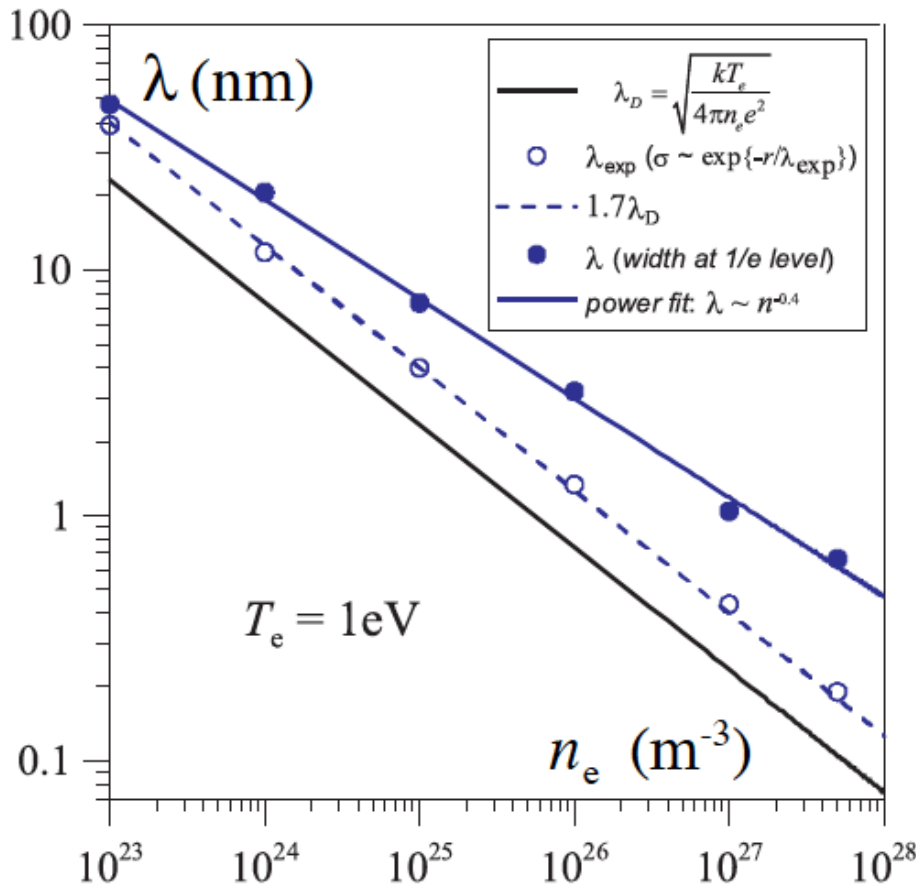 100
10
1
0.1
λ (nm)
λ_D = √(kT_e / 4πn_e e²)
λ_exp (σ ~ exp{-r/λ_exp})
1.7λ_D
λ (width at 1/e level)
power fit: λ ~ n^-0.4
T_e = 1eV
n_e (m^-3)
10^23 10^24 10^25 10^26 10^27 10^28